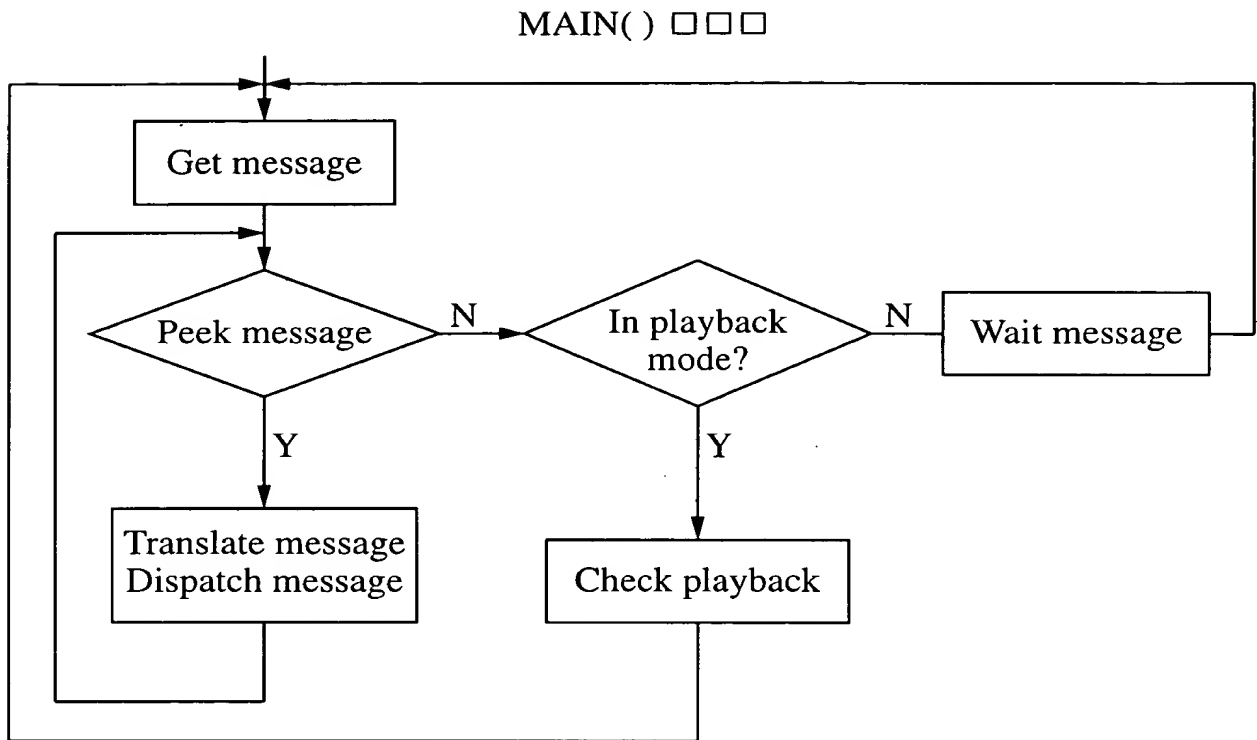 MAIN( ) □□□
Get message
Peek message
N
In playback
mode?
N
Wait message
Y
Y
Translate message
Dispatch message
Check playback